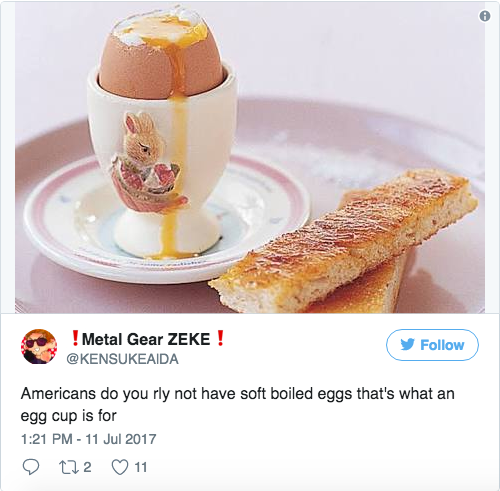 ❗Metal Gear ZEKE❗
@KENSUKEAIDA
Follow
Americans do you rly not have soft boiled eggs that's what an
egg cup is for
1:21 PM - 11 Jul 2017
2 11